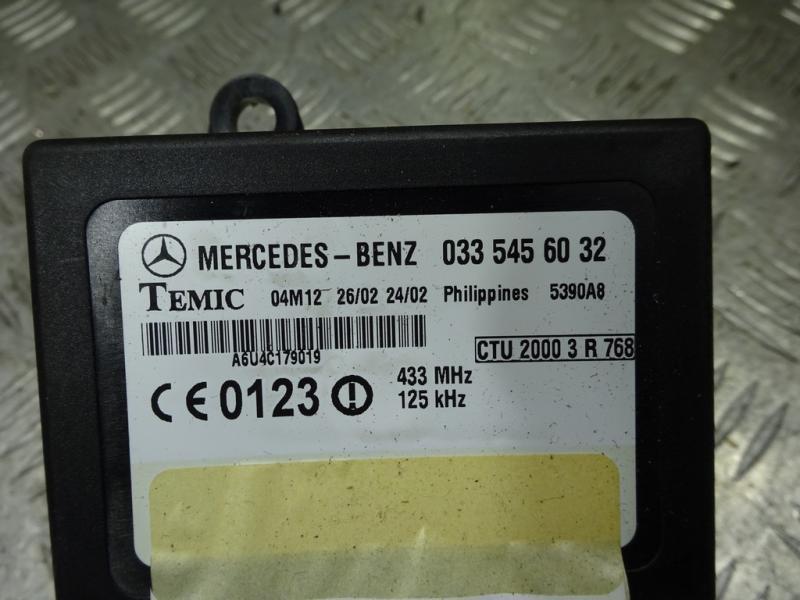 MERCEDES-BENZ 033 545 60 32
TEMIC 04M12 26/02 24/02 Philippines 5390A8
A6U4C179019
CTU 2000 3 R 768
CE 0123 433 MHz
125 kHz